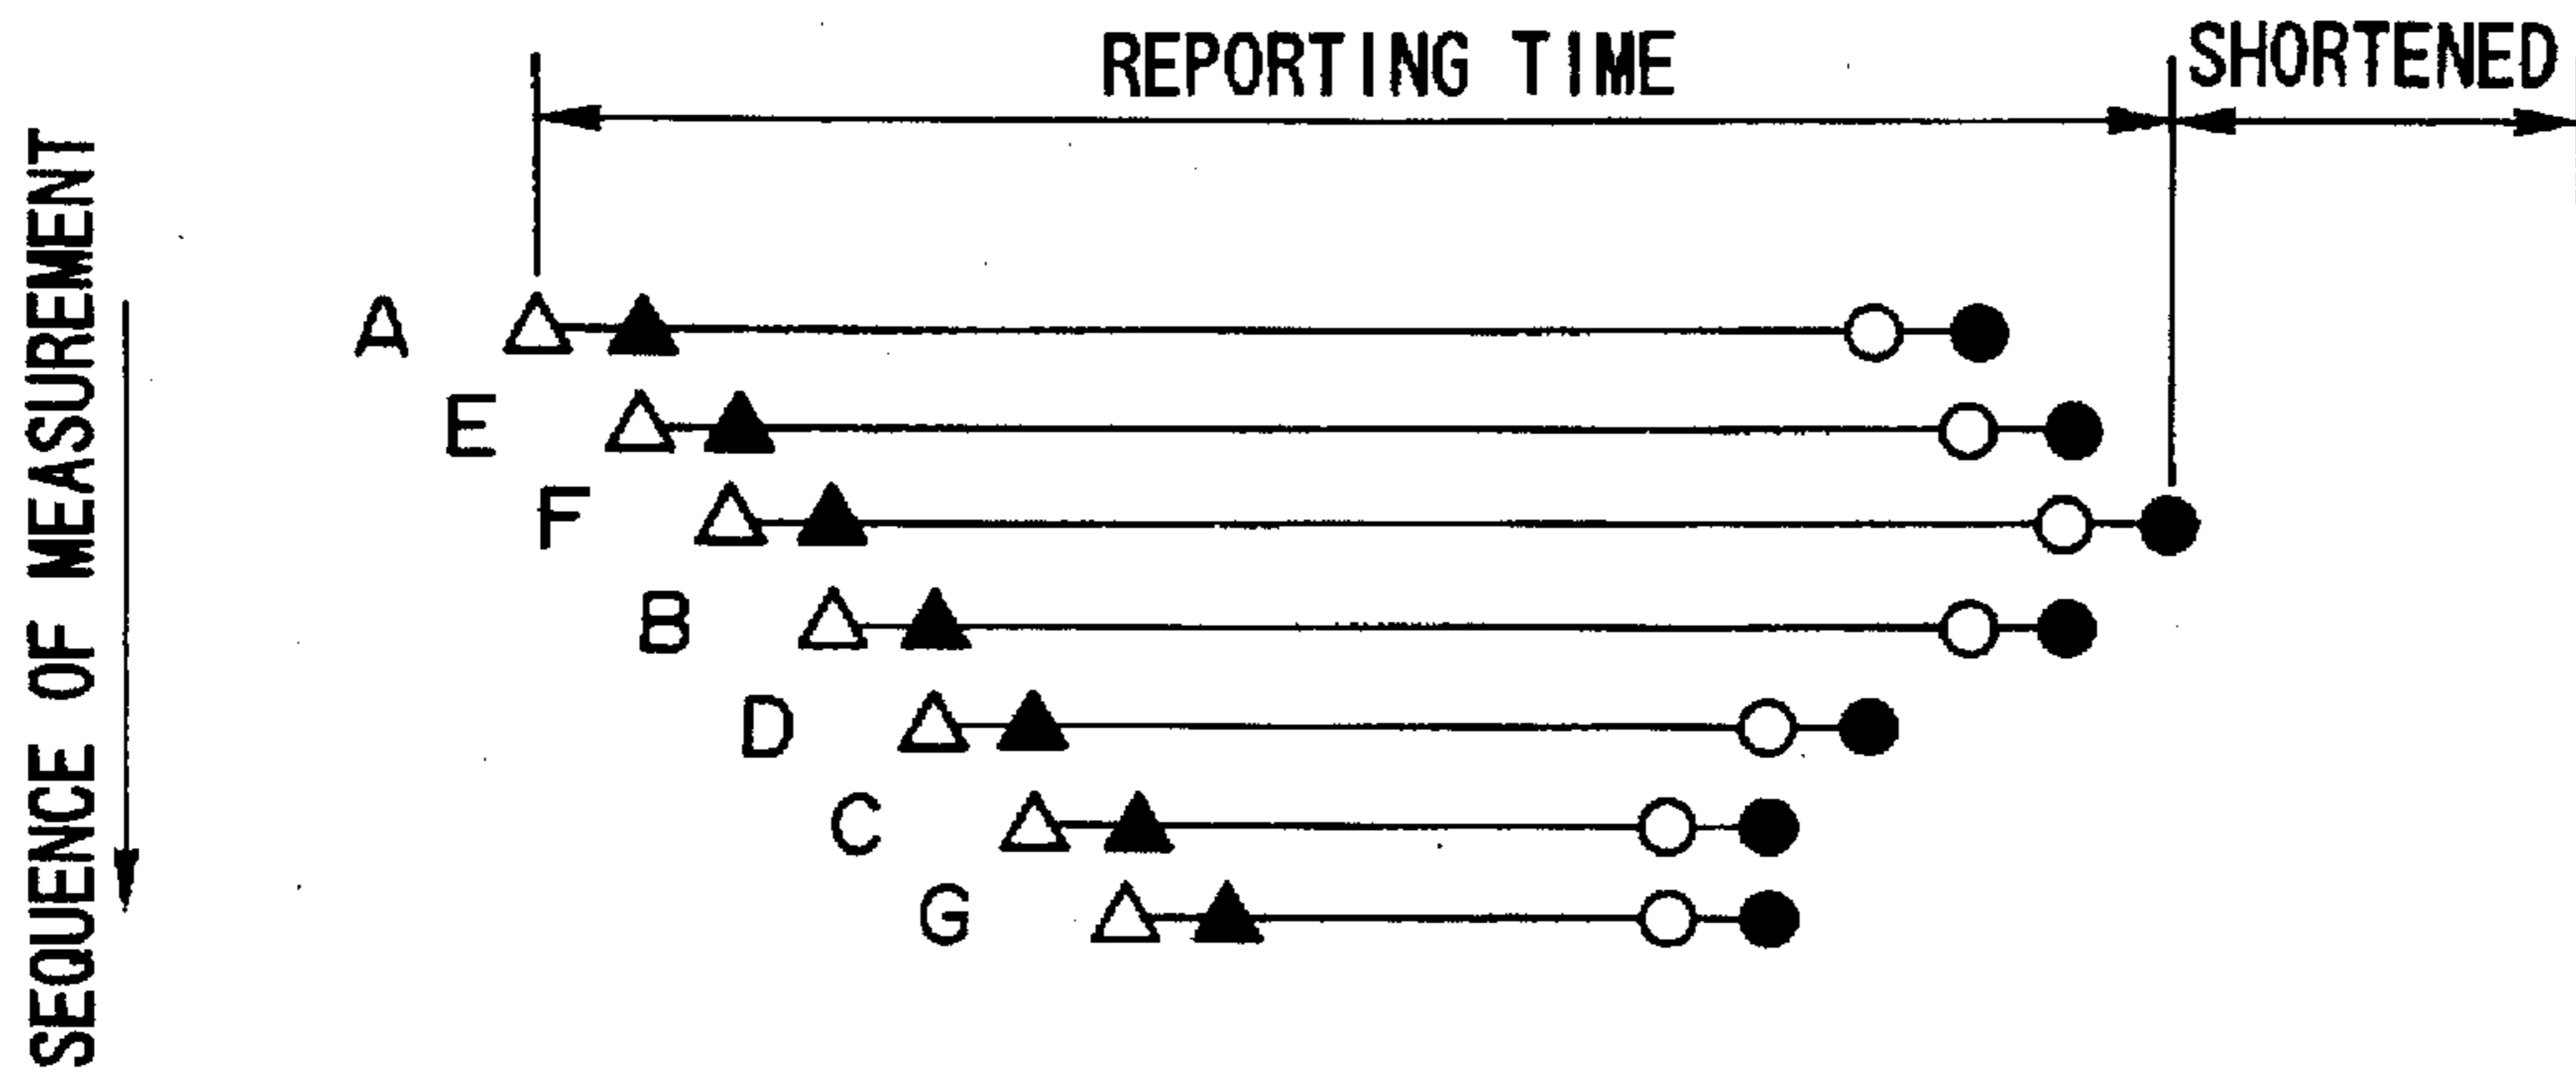 REPORTING TIME
SHORTENED
SEQUENCE OF MEASUREMENT
A
E
F
B
D
C
G